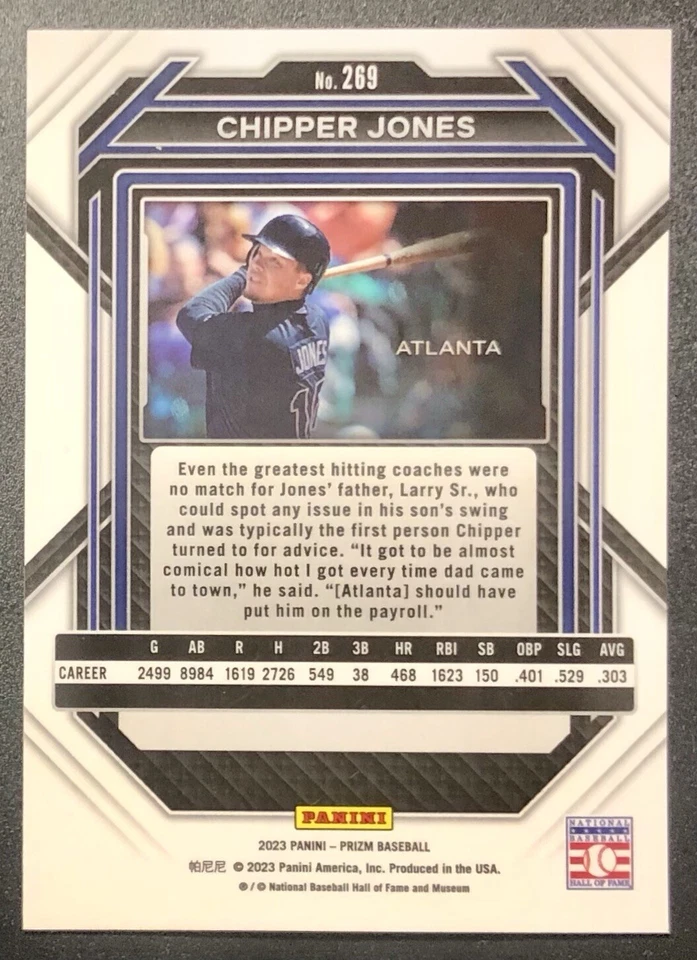 No. 269
CHIPPER JONES
JONES
ATLANTA
Even the greatest hitting coaches were
no match for Jones' father, Larry Sr., who
could spot any issue in his son's swing
and was typically the first person Chipper
turned to for advice. "It got to be almost
comical how hot I got every time dad came
to town," he said. "[Atlanta] should have
put him on the payroll."
G AB R H 2B 3B HR RBI SB OBP SLG AVG
CAREER 2499 8984 1619 2726 549 38 468 1623 150 .401 .529 .303
PANINI
2023 PANINI – PRIZM BASEBALL
帕尼尼 © 2023 Panini America, Inc. Produced in the USA.
® / © National Baseball Hall of Fame and Museum
NATIONAL
BASEBALL
HALL OF FAME